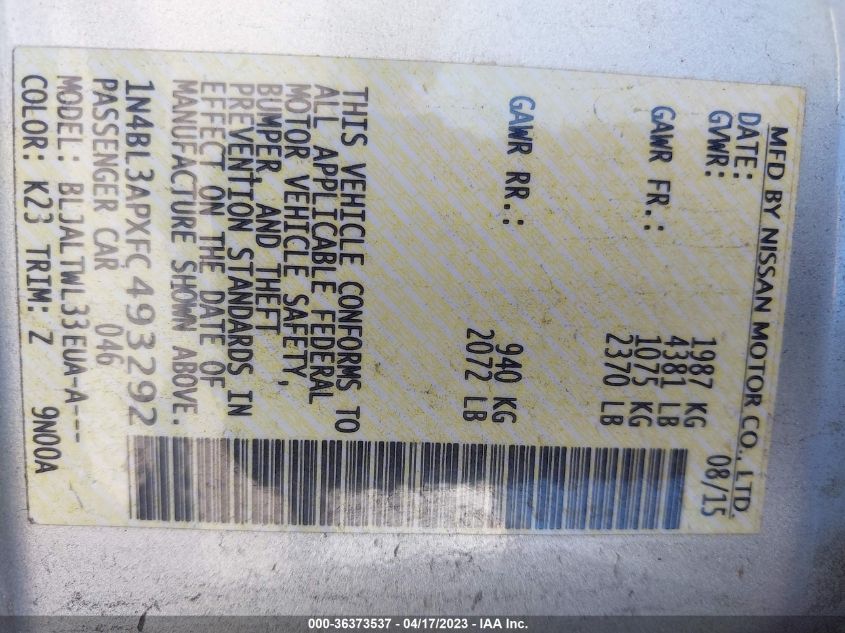 MFD BY NISSAN MOTOR CO., LTD
DATE: 08/15
GVWR: 1987 KG
4381 LB
GAWR FR.: 1075 KG
2370 LB
GAWR RR.: 940 KG
2072 LB
THIS VEHICLE CONFORMS TO
ALL APPLICABLE FEDERAL
MOTOR VEHICLE SAFETY,
BUMPER, AND THEFT
PREVENTION STANDARDS IN
EFFECT ON THE DATE OF
MANUFACTURE SHOWN ABOVE.
1N4BL3APXFC493292
PASSENGER CAR 046
MODEL: BLJALTWL33EUA-A---
COLOR: K23 TRIM: Z 9N00A
000-36373537 - 04/17/2023 - IAA Inc.